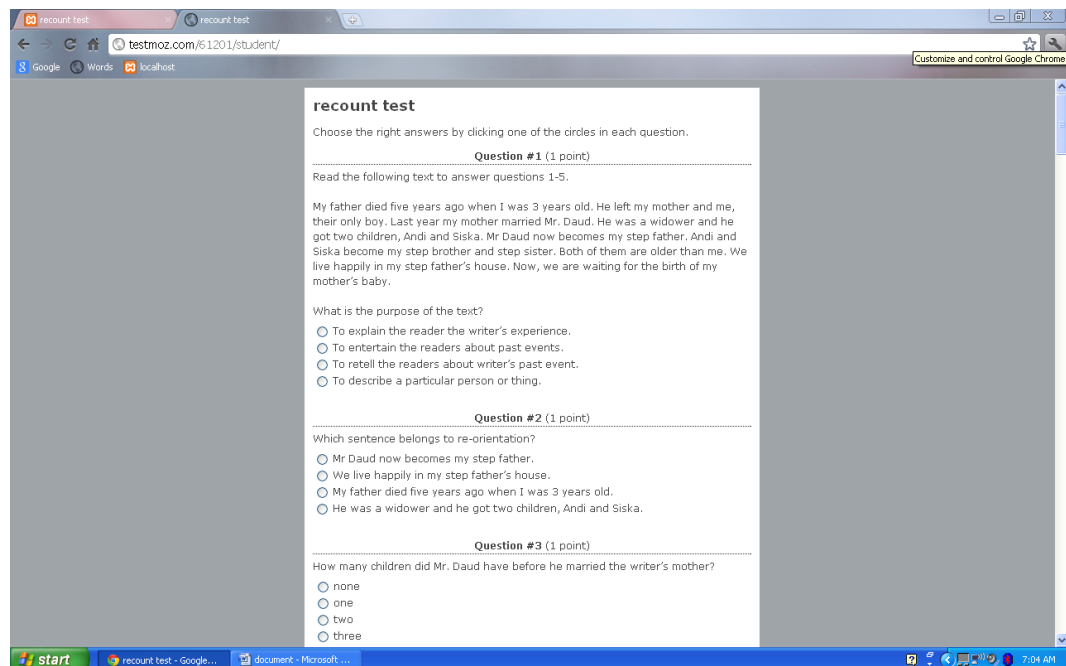 recount test
recount test
testmoz.com/61201/student/
Customize and control Google Chrome
Google Words localhost
recount test
Choose the right answers by clicking one of the circles in each question.
Question #1 (1 point)
Read the following text to answer questions 1-5.
My father died five years ago when I was 3 years old. He left my mother and me,
their only boy. Last year my mother married Mr. Daud. He was a widower and he
got two children, Andi and Siska. Mr Daud now becomes my step father. Andi and
Siska become my step brother and step sister. Both of them are older than me. We
live happily in my step father's house. Now, we are waiting for the birth of my
mother's baby.
What is the purpose of the text?
To explain the reader the writer's experience.
To entertain the readers about past events.
To retell the readers about writer's past event.
To describe a particular person or thing.
Question #2 (1 point)
Which sentence belongs to re-orientation?
Mr Daud now becomes my step father.
We live happily in my step father's house.
My father died five years ago when I was 3 years old.
He was a widower and he got two children, Andi and Siska.
Question #3 (1 point)
How many children did Mr. Daud have before he married the writer's mother?
none
one
two
three
start recount test - Google... document - Microsoft ... 7:04 AM